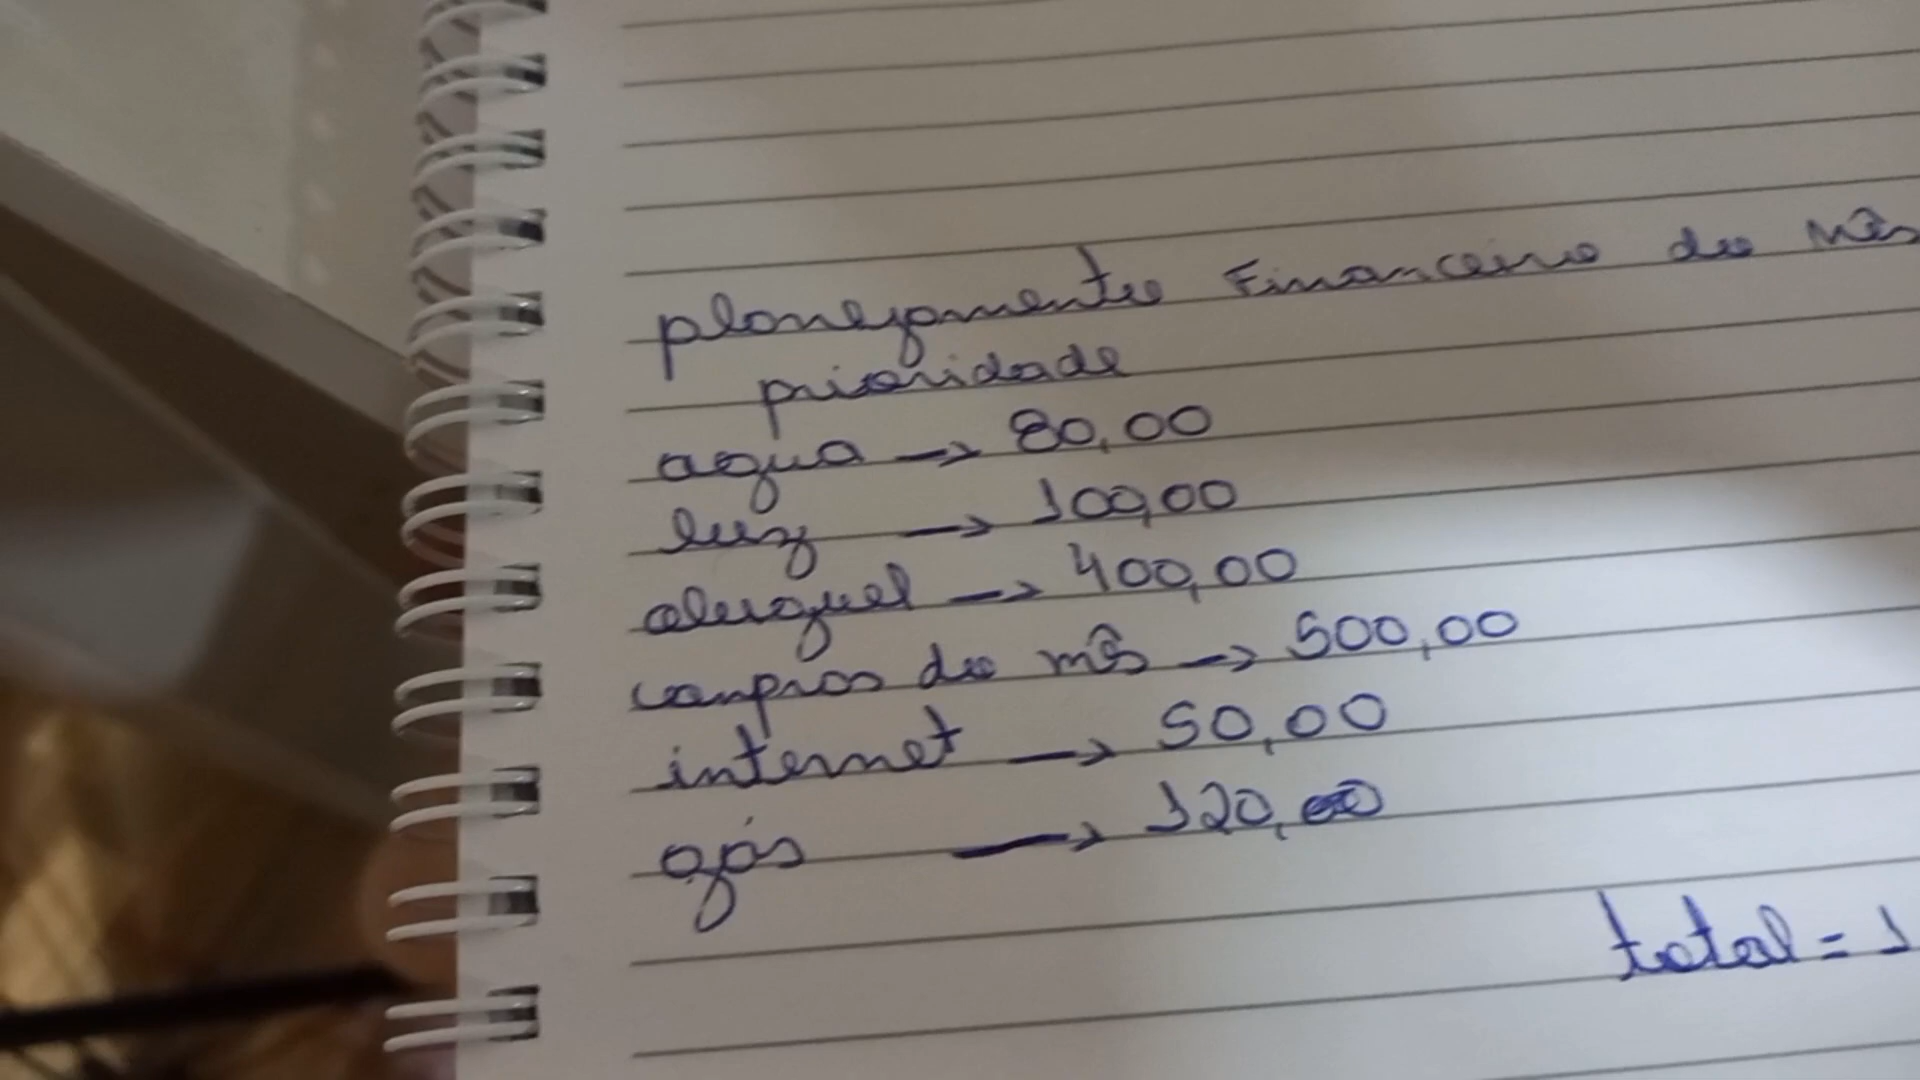 planejamento Financeiro do Mês
prioridade
agua → 80,00
luz → 100,00
aluguel → 400,00
compras do mês → 500,00
internet → 50,00
gás → 120,00
total = 1